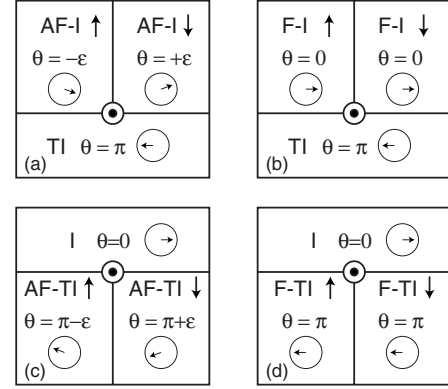 AF-I ↑ AF-I ↓
θ = −ε θ = +ε
TI θ = π
(a)
F-I ↑ F-I ↓
θ = 0 θ = 0
TI θ = π
(b)
I θ=0
AF-TI ↑ AF-TI ↓
θ = π−ε θ = π+ε
(c)
I θ=0
F-TI ↑ F-TI ↓
θ = π θ = π
(d)